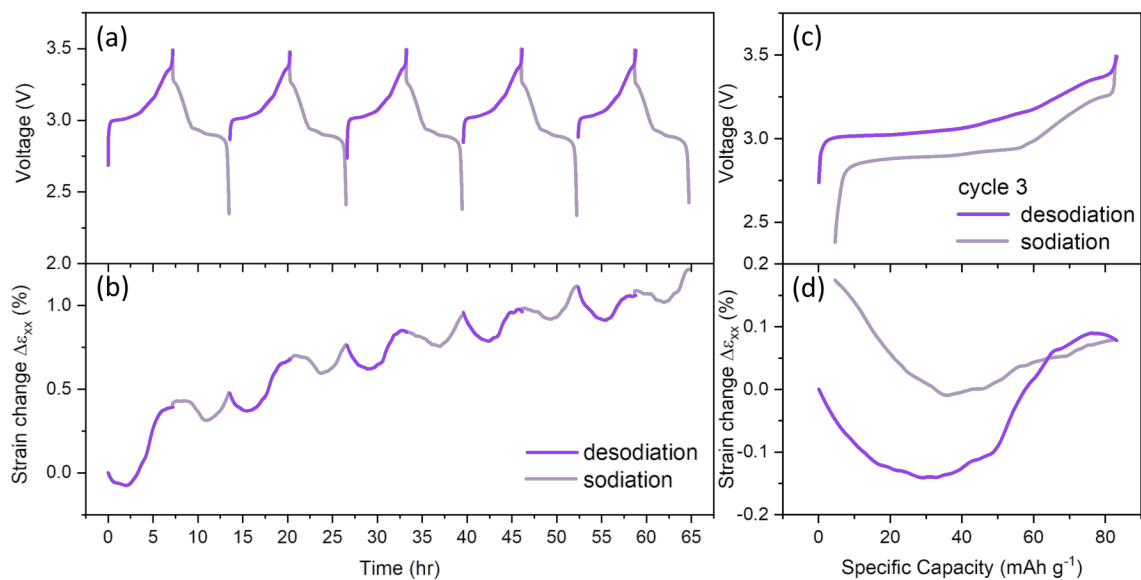 (a)
Voltage (V)
3.5
3.0
2.5
2.0
(b)
Strain change Δεxx (%)
1.0
0.5
0.0
desodiation
sodiation
0 5 10 15 20 25 30 35 40 45 50 55 60 65
Time (hr)
(c)
Voltage (V)
3.5
3.0
2.5
cycle 3
desodiation
sodiation
(d)
Strain change Δεxx (%)
0.2
0.1
0.0
-0.1
-0.2
0 20 40 60 80
Specific Capacity (mAh g-1)